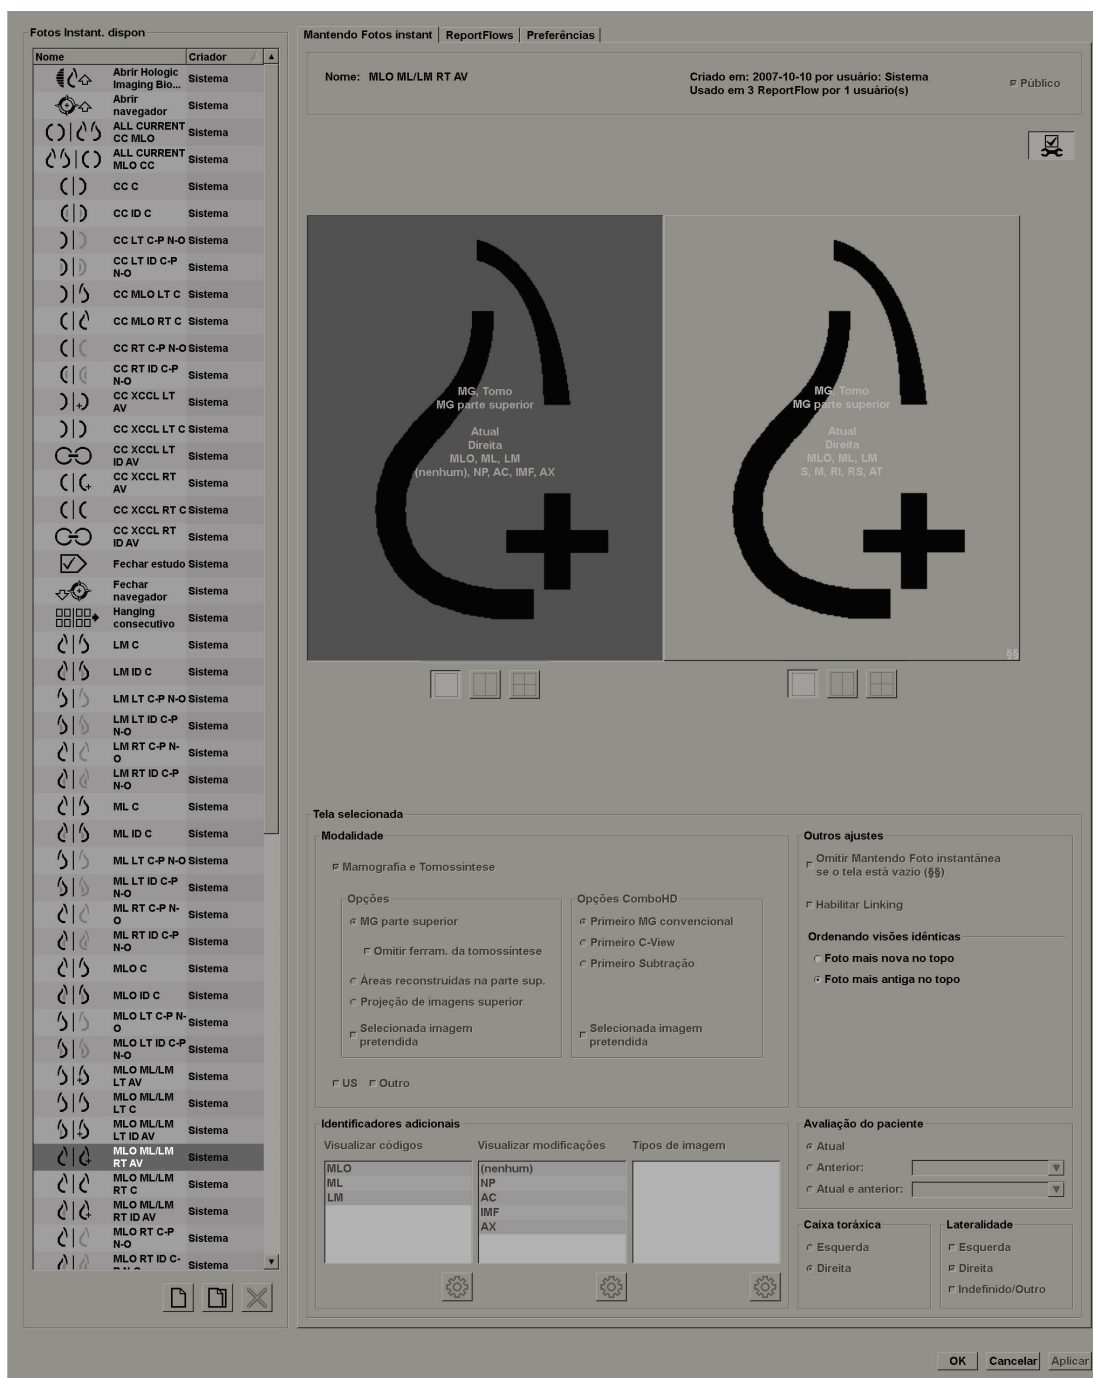 Fotos Instant. dispon
Nome Criador
Abrir Hologic
Imaging Bio... Sistema
Abrir
navegador Sistema
ALL CURRENT
CC MLO Sistema
ALL CURRENT
MLO CC Sistema
CC C Sistema
CC ID C Sistema
CC LT C-P N-O Sistema
CC LT ID C-P
N-O Sistema
CC MLO LT C Sistema
CC MLO RT C Sistema
CC RT C-P N-O Sistema
CC RT ID C-P
N-O Sistema
CC XCCL LT
AV Sistema
CC XCCL LT C Sistema
CC XCCL LT
ID AV Sistema
CC XCCL RT
AV Sistema
CC XCCL RT C Sistema
CC XCCL RT
ID AV Sistema
Fechar estudo Sistema
Fechar
navegador Sistema
Hanging
consecutivo Sistema
LM C Sistema
LM ID C Sistema
LM LT C-P N-O Sistema
LM LT ID C-P
N-O Sistema
LM RT C-P N-
O Sistema
LM RT ID C-P
N-O Sistema
ML C Sistema
ML ID C Sistema
ML LT C-P N-O Sistema
ML LT ID C-P
N-O Sistema
ML RT C-P N-
O Sistema
ML RT ID C-P
N-O Sistema
MLO C Sistema
MLO ID C Sistema
MLO LT C-P N-
O Sistema
MLO LT ID C-P
N-O Sistema
MLO ML/LM
LT AV Sistema
MLO ML/LM
LT C Sistema
MLO ML/LM
LT ID AV Sistema
MLO ML/LM
RT AV Sistema
MLO ML/LM
RT C Sistema
MLO ML/LM
RT ID AV Sistema
MLO RT C-P
N-O Sistema
MLO RT ID C-
Sistema
Mantendo Fotos instant ReportFlows Preferências
Nome: MLO ML/LM RT AV
Criado em: 2007-10-10 por usuário: Sistema
Usado em 3 ReportFlow por 1 usuário(s)
Público
MG, Tomo
MG parte superior
Atual
Direita
MLO, ML, LM
(nenhum), NP, AC, IMF, AX
MG, Tomo
MG parte superior
Atual
Direita
MLO, ML, LM
S, M, RI, RS, AT
§§
Tela selecionada
Modalidade
Mamografia e Tomossíntese
Opções
MG parte superior
Omitir ferram. da tomossíntese
Áreas reconstruídas na parte sup.
Projeção de imagens superior
Selecionada imagem
pretendida
Opções ComboHD
Primeiro MG convencional
Primeiro C-View
Primeiro Subtração
Selecionada imagem
pretendida
US Outro
Outros ajustes
Omitir Mantendo Foto instantânea
se o tela está vazio (§§)
Habilitar Linking
Ordenando visões idênticas
Foto mais nova no topo
Foto mais antiga no topo
Identificadores adicionais
Visualizar códigos
MLO
ML
LM
Visualizar modificações
(nenhum)
NP
AC
IMF
AX
Tipos de imagem
Avaliação do paciente
Atual
Anterior:
Atual e anterior:
Caixa toráxica
Esquerda
Direita
Lateralidade
Esquerda
Direita
Indefinido/Outro
OK Cancelar Aplicar